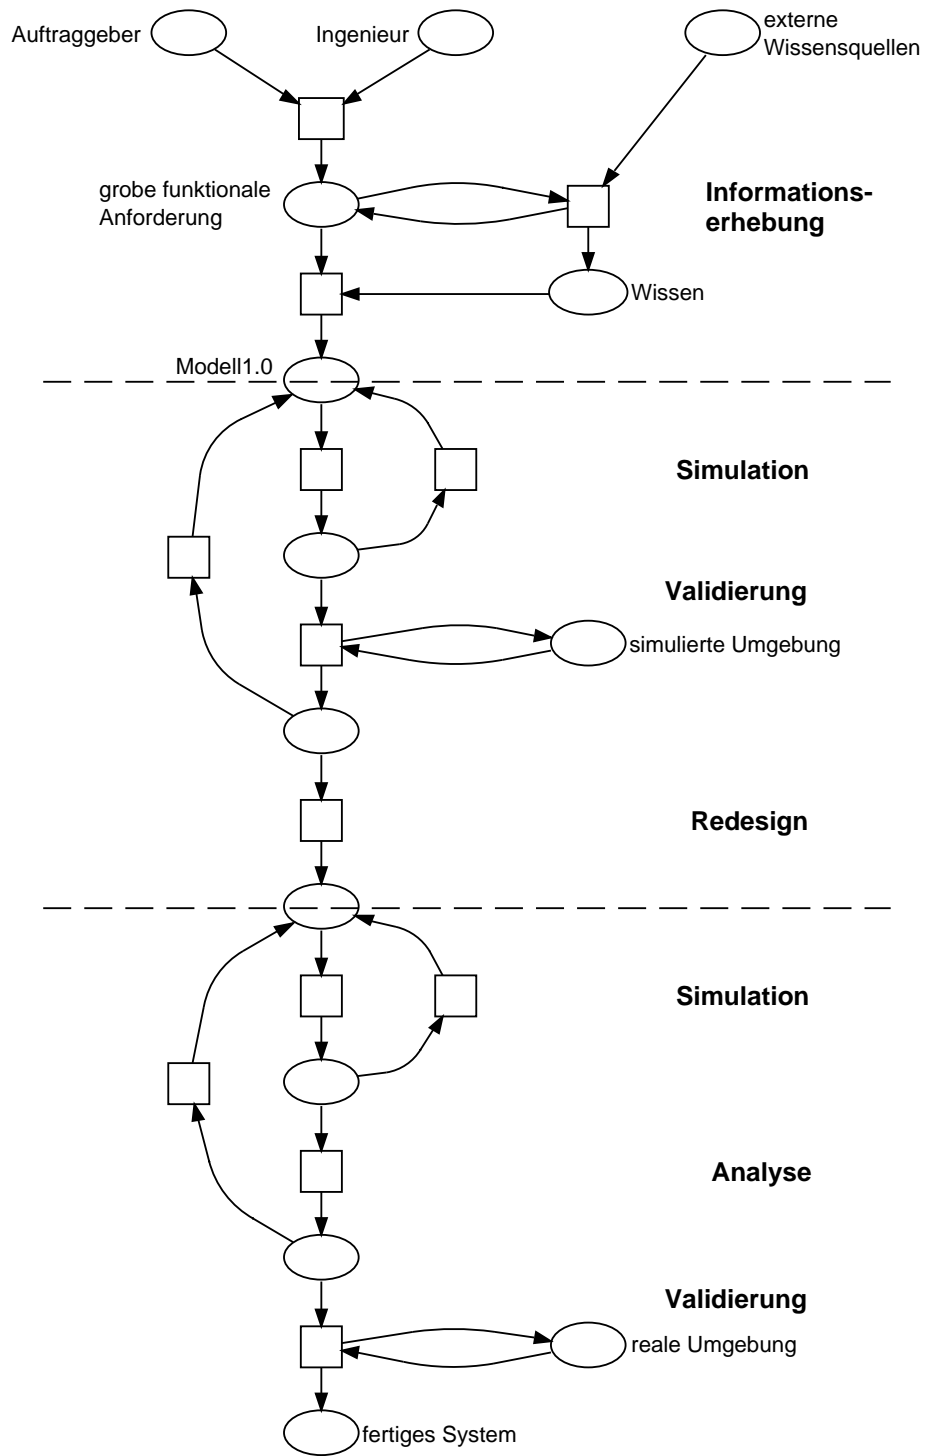 Auftraggeber
Ingenieur
externe
Wissensquellen
grobe funktionale
Anforderung
Informations-
erhebung
Wissen
Modell1.0
Simulation
Validierung
simulierte Umgebung
Redesign
Simulation
Analyse
Validierung
reale Umgebung
fertiges System